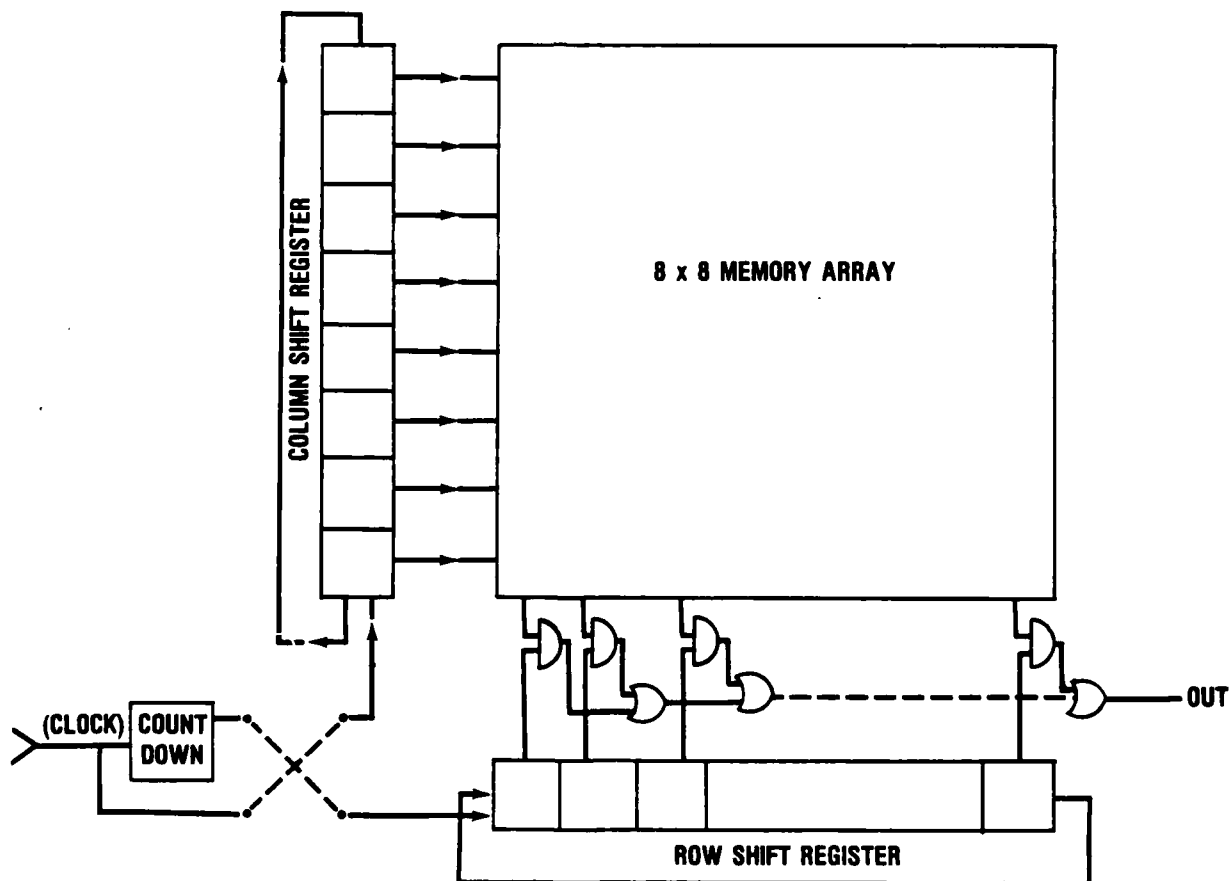 COLUMN SHIFT REGISTER
8 x 8 MEMORY ARRAY
(CLOCK)
COUNT
DOWN
OUT
ROW SHIFT REGISTER